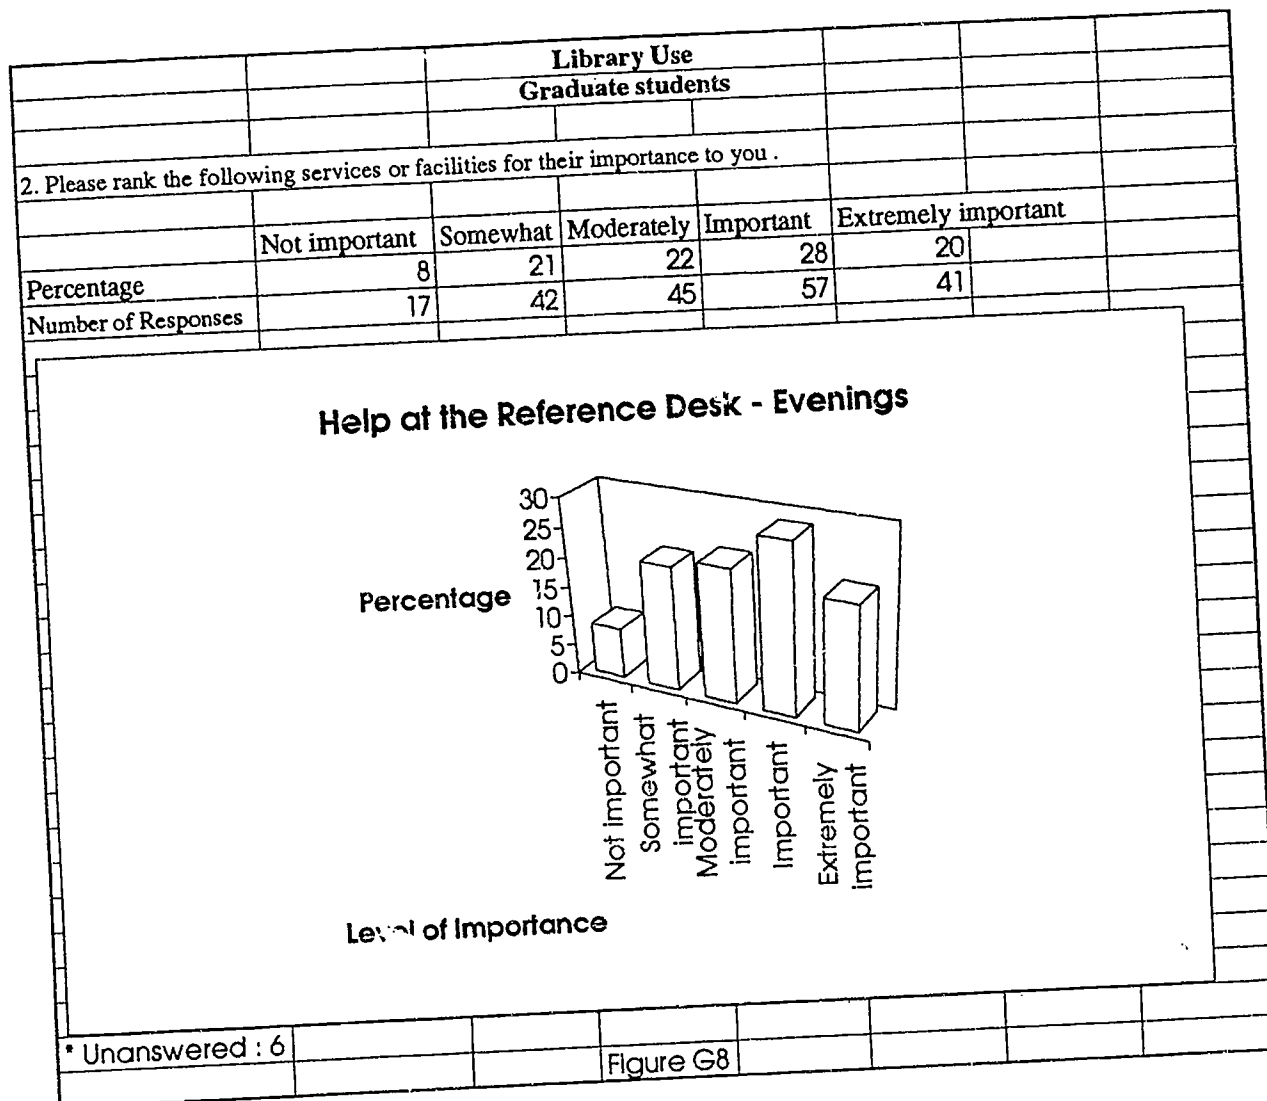 Library Use
Graduate students
2. Please rank the following services or facilities for their importance to you .
Not important Somewhat Moderately Important Extremely important
Percentage 8 21 22 28 20
Number of Responses 17 42 45 57 41
Help at the Reference Desk - Evenings
30
25
20
15
10
5
0
Percentage
Not important
Somewhat
important
Moderately
important
Important
Extremely
important
Level of Importance
* Unanswered : 6
Figure G8